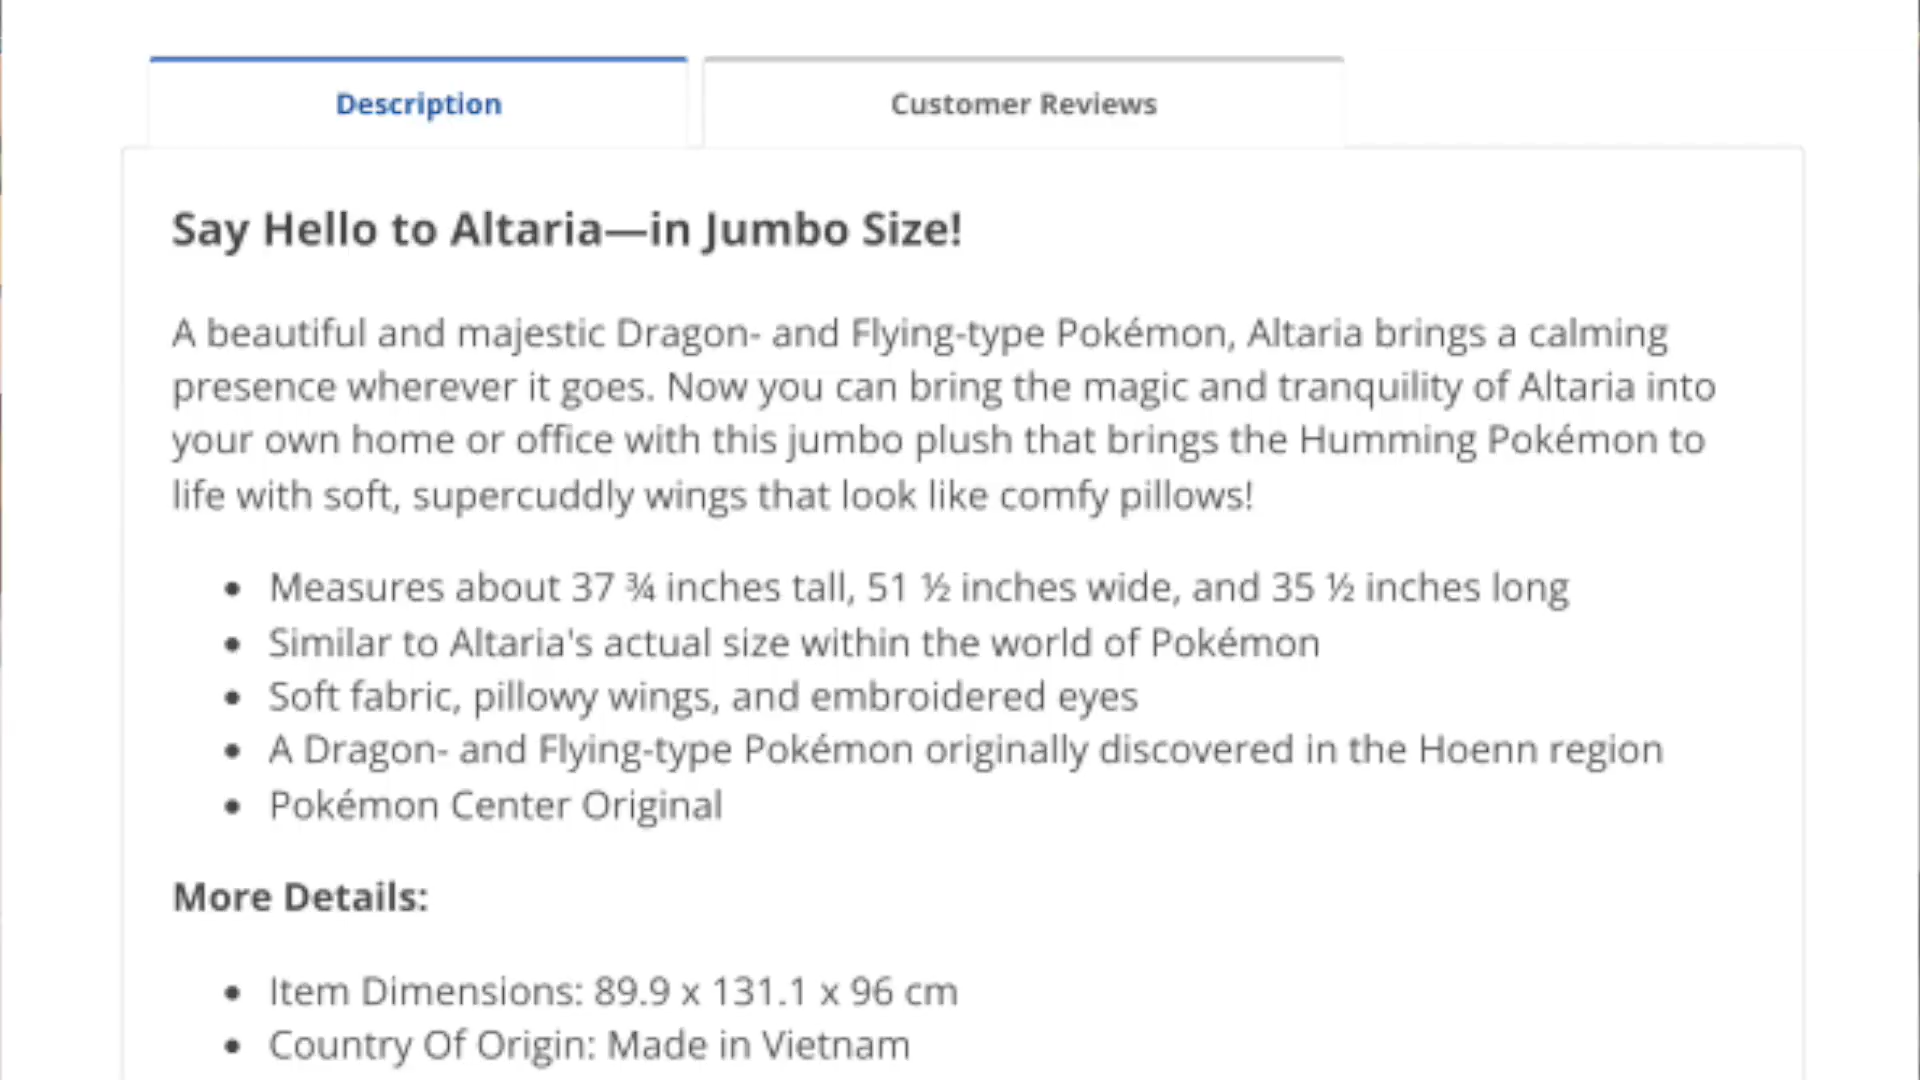 Description
Customer Reviews
Say Hello to Altaria—in Jumbo Size!
A beautiful and majestic Dragon- and Flying-type Pokémon, Altaria brings a calming
presence wherever it goes. Now you can bring the magic and tranquility of Altaria into
your own home or office with this jumbo plush that brings the Humming Pokémon to
life with soft, supercuddly wings that look like comfy pillows!
• Measures about 37 ¾ inches tall, 51 ½ inches wide, and 35 ½ inches long
• Similar to Altaria's actual size within the world of Pokémon
• Soft fabric, pillowy wings, and embroidered eyes
• A Dragon- and Flying-type Pokémon originally discovered in the Hoenn region
• Pokémon Center Original
More Details:
• Item Dimensions: 89.9 x 131.1 x 96 cm
• Country Of Origin: Made in Vietnam